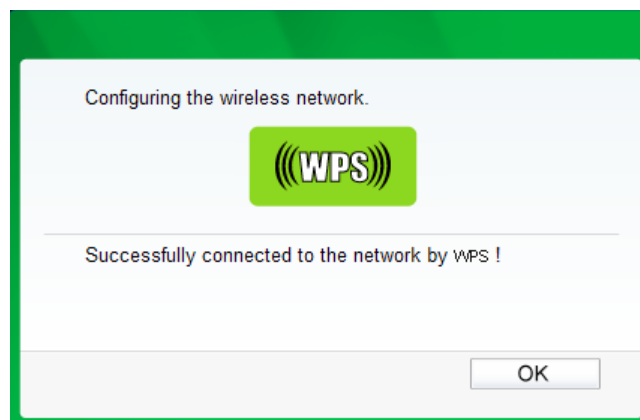 Configuring the wireless network.
(((WPS)))
Successfully connected to the network by WPS !
OK